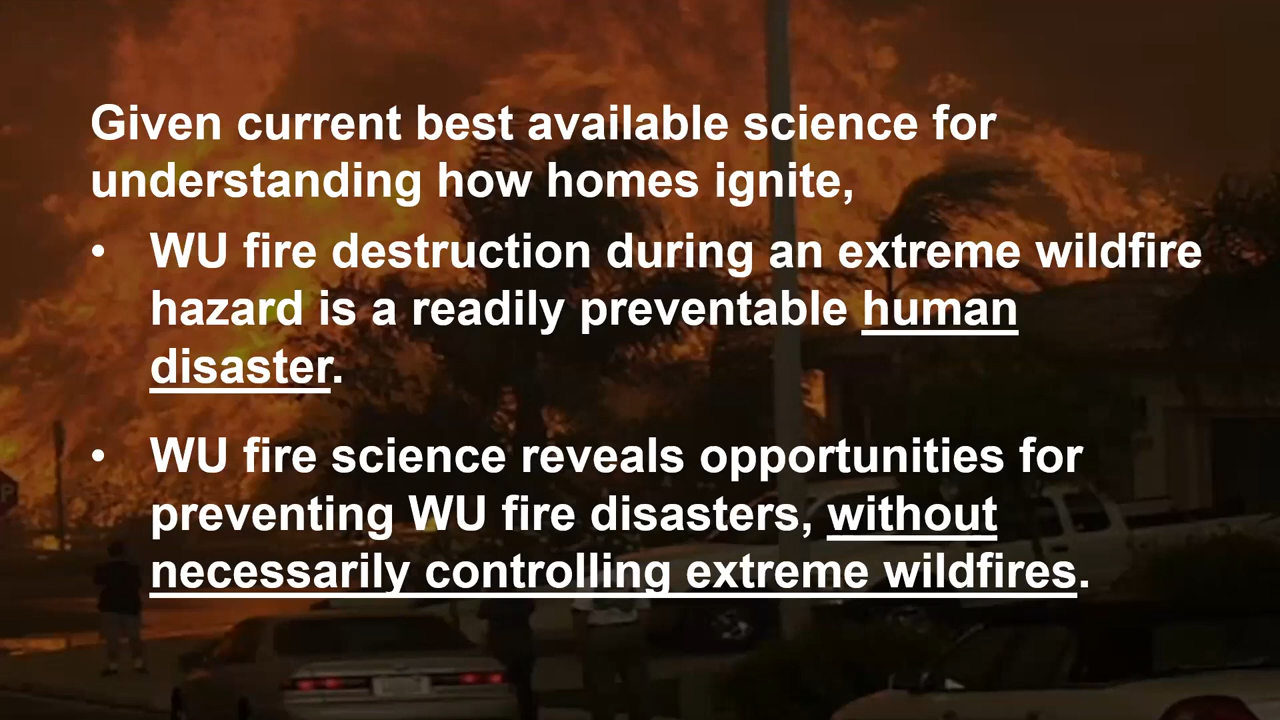 Given current best available science for
understanding how homes ignite,
• WU fire destruction during an extreme wildfire
hazard is a readily preventable human
disaster.
• WU fire science reveals opportunities for
preventing WU fire disasters, without
necessarily controlling extreme wildfires.